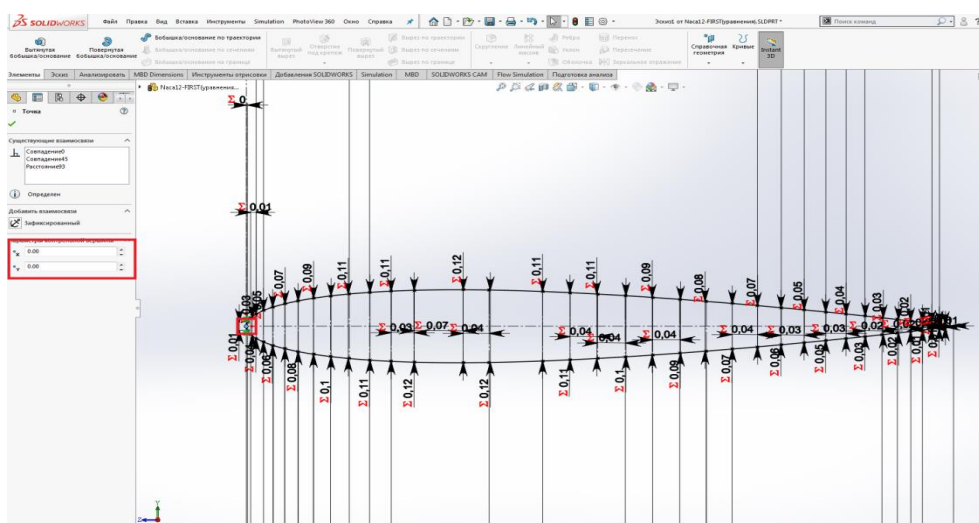 SOLIDWORKS
Файл Правка Вид Вставка Инструменты Simulation PhotoView 360 Окно Справка
Эскиз1 от Naca12-FIRST(уравнения).SLDPRT *
Поиск команд
Вытянутая бобышка/основание
Повернутая бобышка/основание
Бобышка/основание по траектории
Бобышка/основание по сечениям
Бобышка/основание по границе
Вытянутый вырез
Отверстие под крепеж
Повернутый вырез
Вырез по траектории
Вырез по сечениям
Вырез по границе
Скругление
Линейный массив
Ребро
Уклон
Оболочка
Перенос
Пересечение
Зеркальное отражение
Справочная геометрия
Кривые
Instant 3D
Элементы Эскиз Анализировать MBD Dimensions Инструменты отрисовки Добавления SOLIDWORKS Simulation MBD SOLIDWORKS CAM Flow Simulation Подготовка анализа
Naca12-FIRST(уравнения...
Точка
Существующие взаимосвязи
Совпадение0
Совпадение45
Расстояние93
Определен
Добавить взаимосвязи
Зафиксированный
0.00
0.00
Σ 0
Σ 0,01
0,03
0,05
Σ 0,07
Σ 0,09
Σ 0,11
Σ 0,11
Σ 0,12
Σ 0,11
Σ 0,11
Σ 0,09
Σ 0,08
Σ 0,07
Σ 0,05
Σ 0,04
Σ 0,03
Σ 0,02
Σ 0,03 Σ 0,07 Σ 0,04 Σ 0,04 Σ 0,04 Σ 0,04 Σ 0,04 Σ 0,03 Σ 0,03 Σ 0,02
Σ 0,01
Σ 0,04
Σ 0,06
Σ 0,08
Σ 0,1
Σ 0,11
Σ 0,12
Σ 0,12
Σ 0,11
Σ 0,1
Σ 0,09
Σ 0,07
Σ 0,06
Σ 0,05
Σ 0,03
Σ 0,02
Σ 0,01
Y
Z